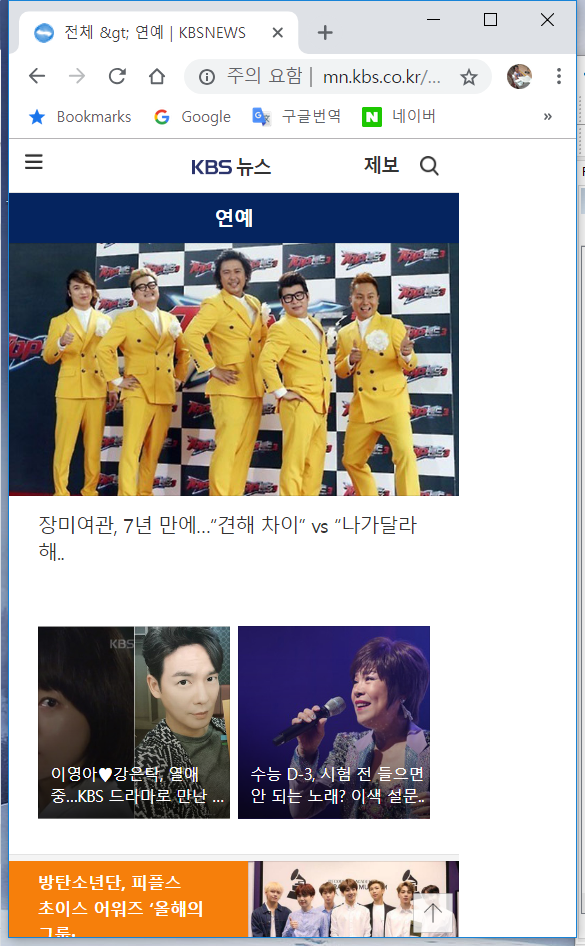 전체 &gt; 연예 | KBSNEWS
주의 요함 | mn.kbs.co.kr/...
Bookmarks Google 구글번역 네이버 »
KBS 뉴스 제보
연예
장미여관, 7년 만에…“견해 차이” vs “나가달라
해..
KBS
이영아♥강은탁, 열애
중…KBS 드라마로 만난 ...
수능 D-3, 시험 전 들으면
안 되는 노래? 이색 설문..
방탄소년단, 피플스
초이스 어워즈 ‘올해의
그룹.